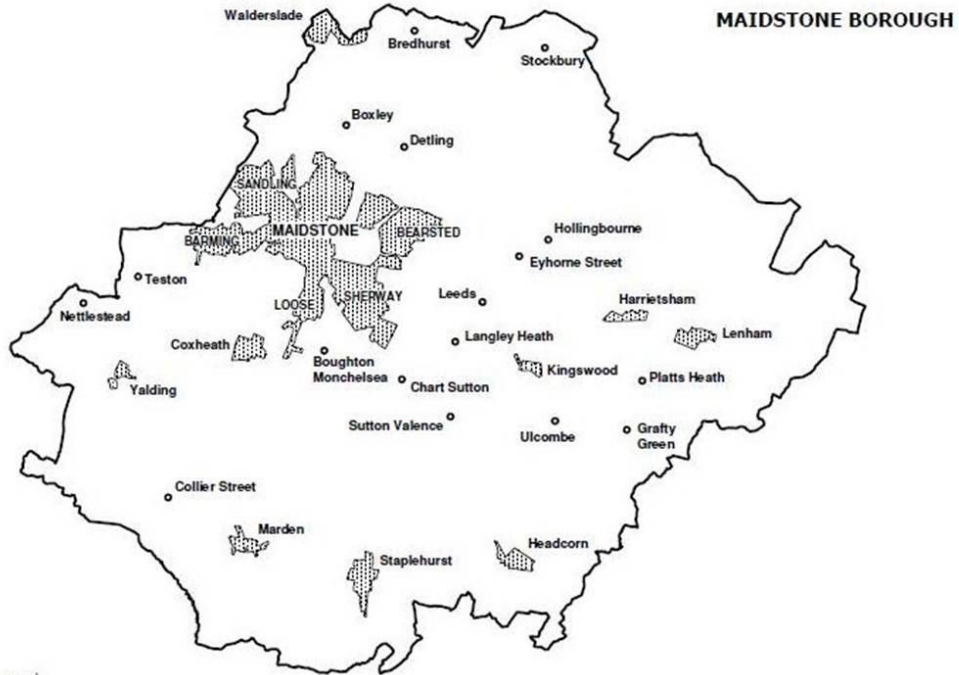 MAIDSTONE BOROUGH
Walderslade
Bredhurst
Stockbury
Boxley
Detling
SANDLING
MAIDSTONE
BARMING
BEARSTED
Hollingbourne
Eyhorne Street
Teston
Nettlestead
LOOSE
SHERWAY
Leeds
Harrietsham
Lenham
Coxheath
Boughton
Monchelsea
Langley Heath
Kingswood
Platts Heath
Yalding
Chart Sutton
Sutton Valence
Ulcombe
Grafty
Green
Collier Street
Marden
Staplehurst
Headcorn